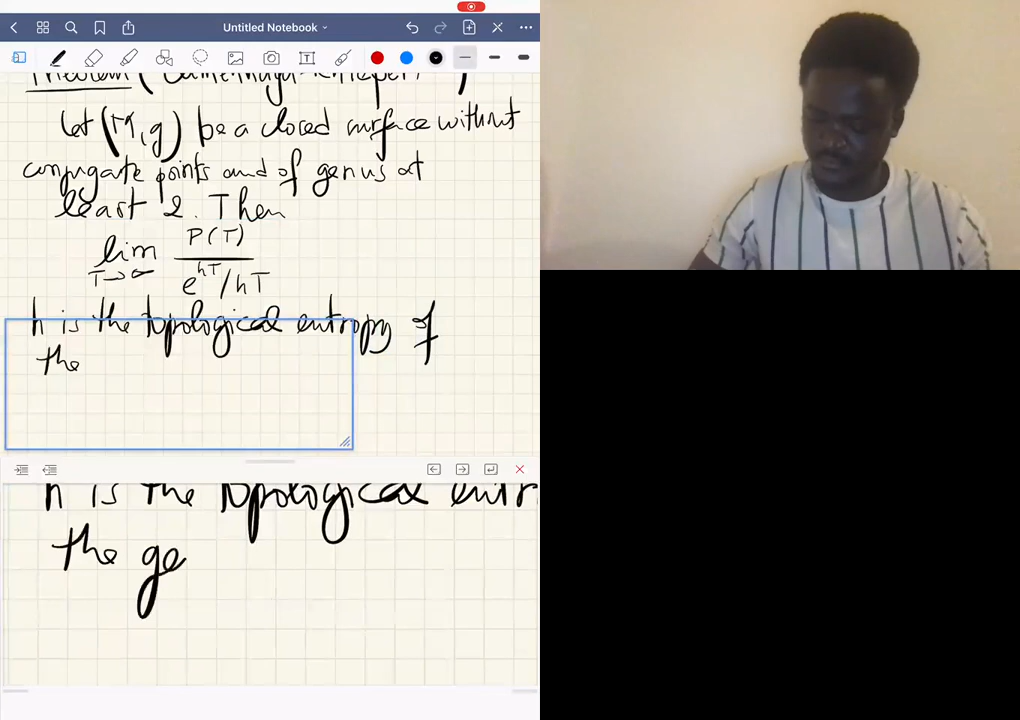 Untitled Notebook
Theorem (
Let (M,g) be a closed surface without
conjugate points and of genus at
least 2. Then
lim P(T)
T→∞ e^hT/hT
h is the topological entropy of
the
h is the topological entr
the ge